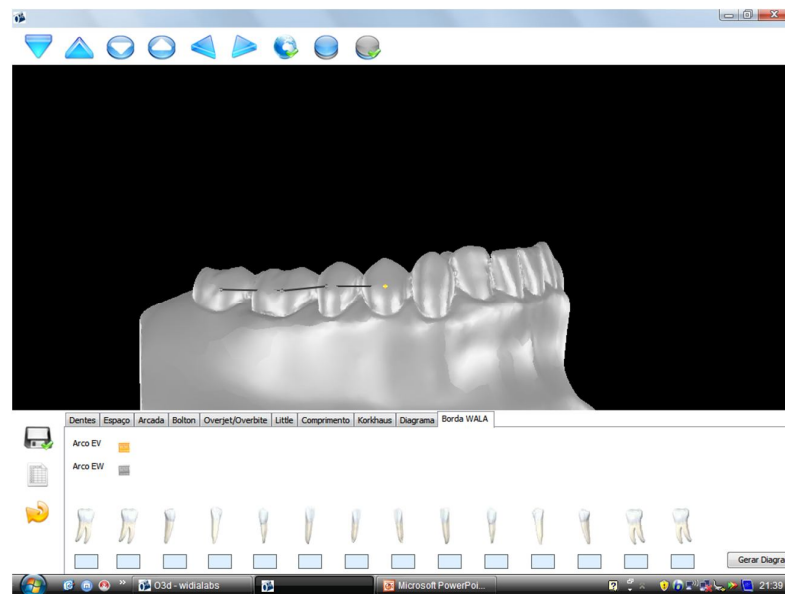 Dentes Espaço Arcada Bolton Overjet/Overbite Little Comprimento Korkhaus Diagrama Borda WALA
Arco EV
Arco EW
Gerar Diagra
O3d - widialabs
Microsoft PowerPoi...
21:39